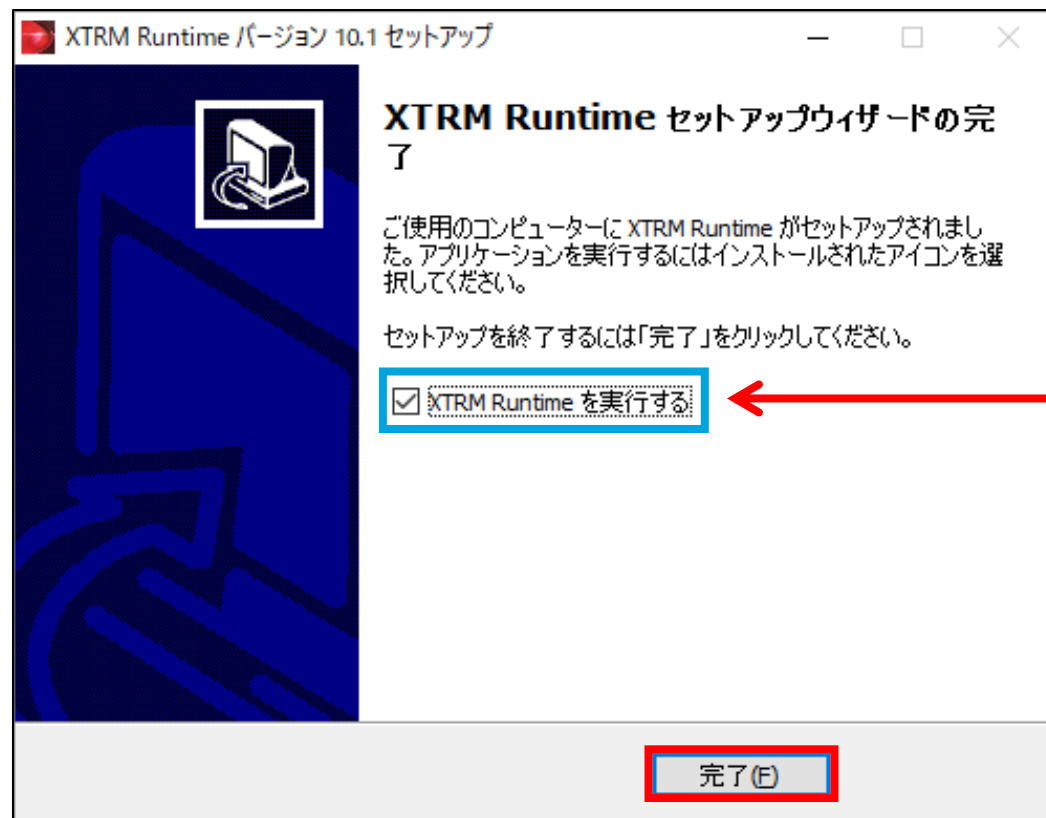 XTRM Runtime バージョン 10.1 セットアップ
XTRM Runtime セットアップウィザードの完
了
ご使用のコンピューターに XTRM Runtime がセットアップされまし
た。アプリケーションを実行するにはインストールされたアイコンを選
択してください。
セットアップを終了するには「完了」をクリックしてください。
XTRM Runtime を実行する
完了(F)